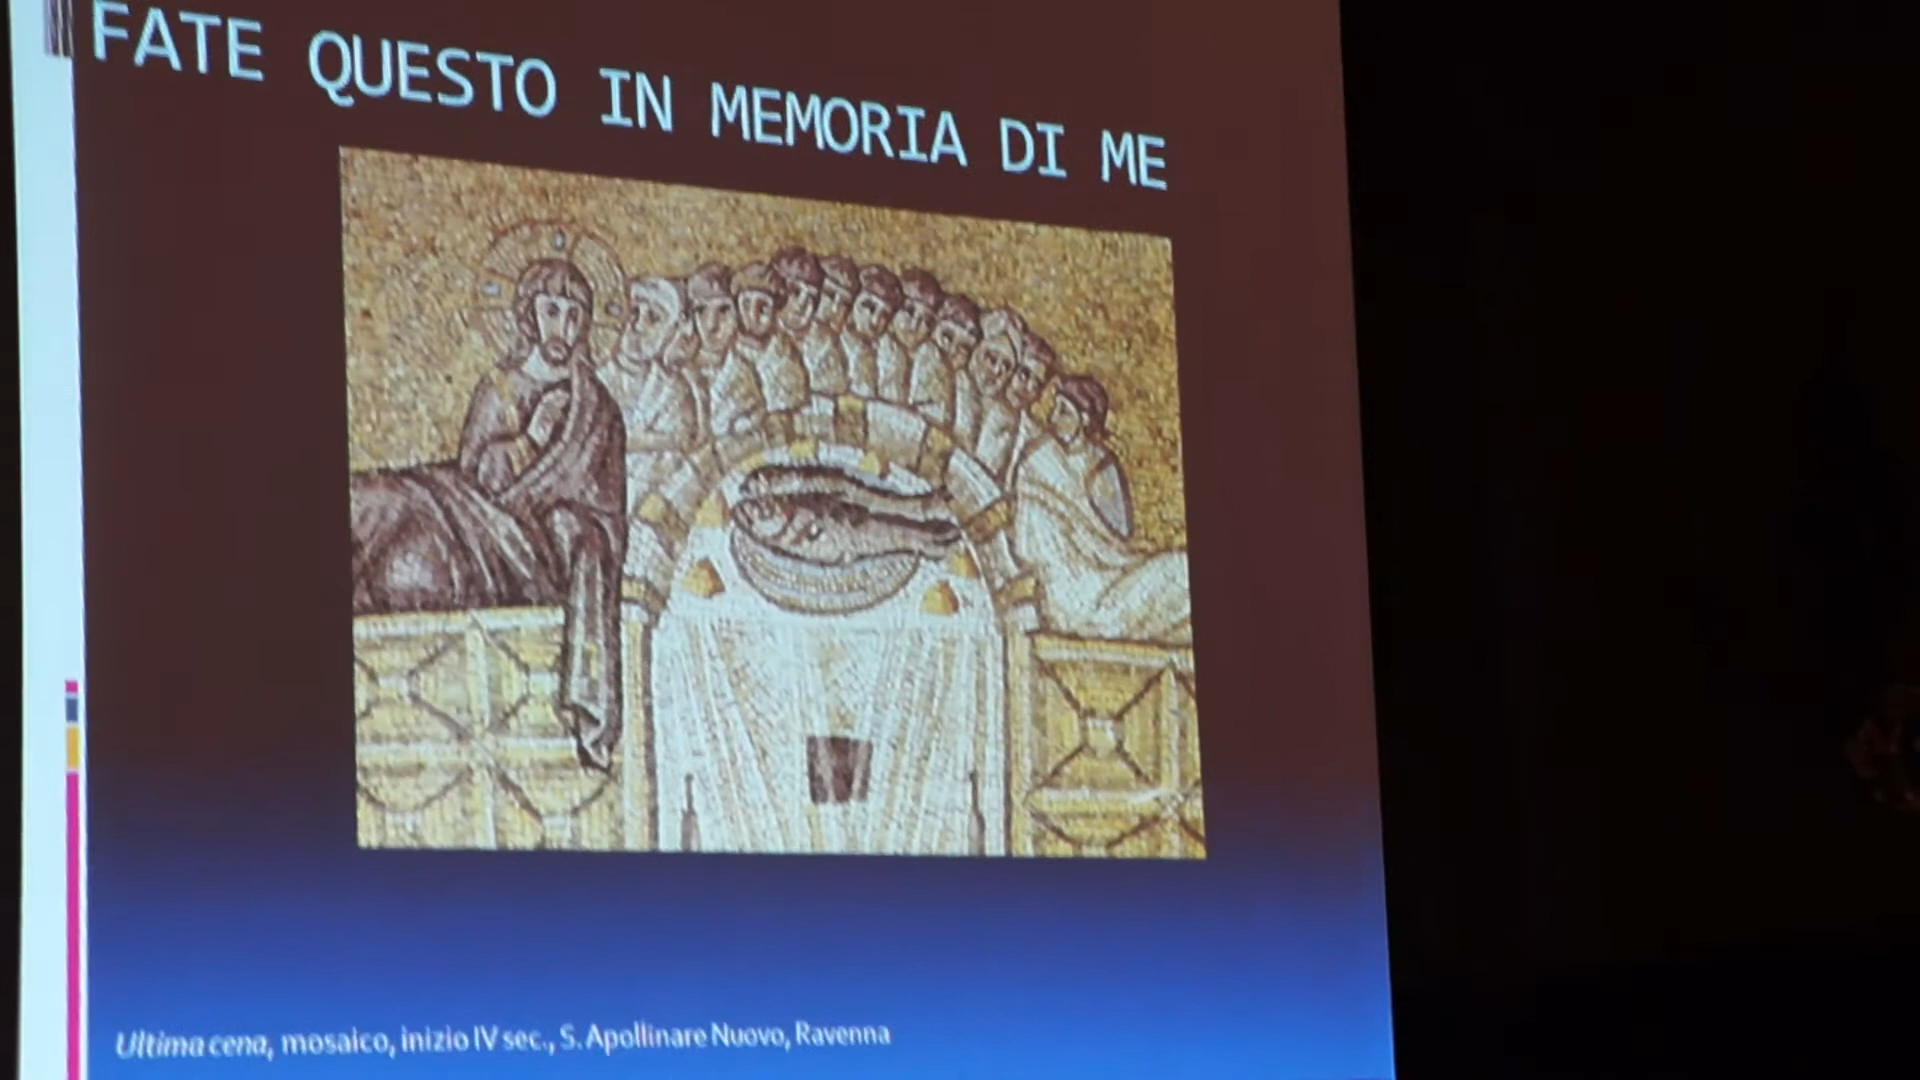 FATE QUESTO IN MEMORIA DI ME
Ultima cena, mosaico, inizio IV sec., S. Apollinare Nuovo, Ravenna